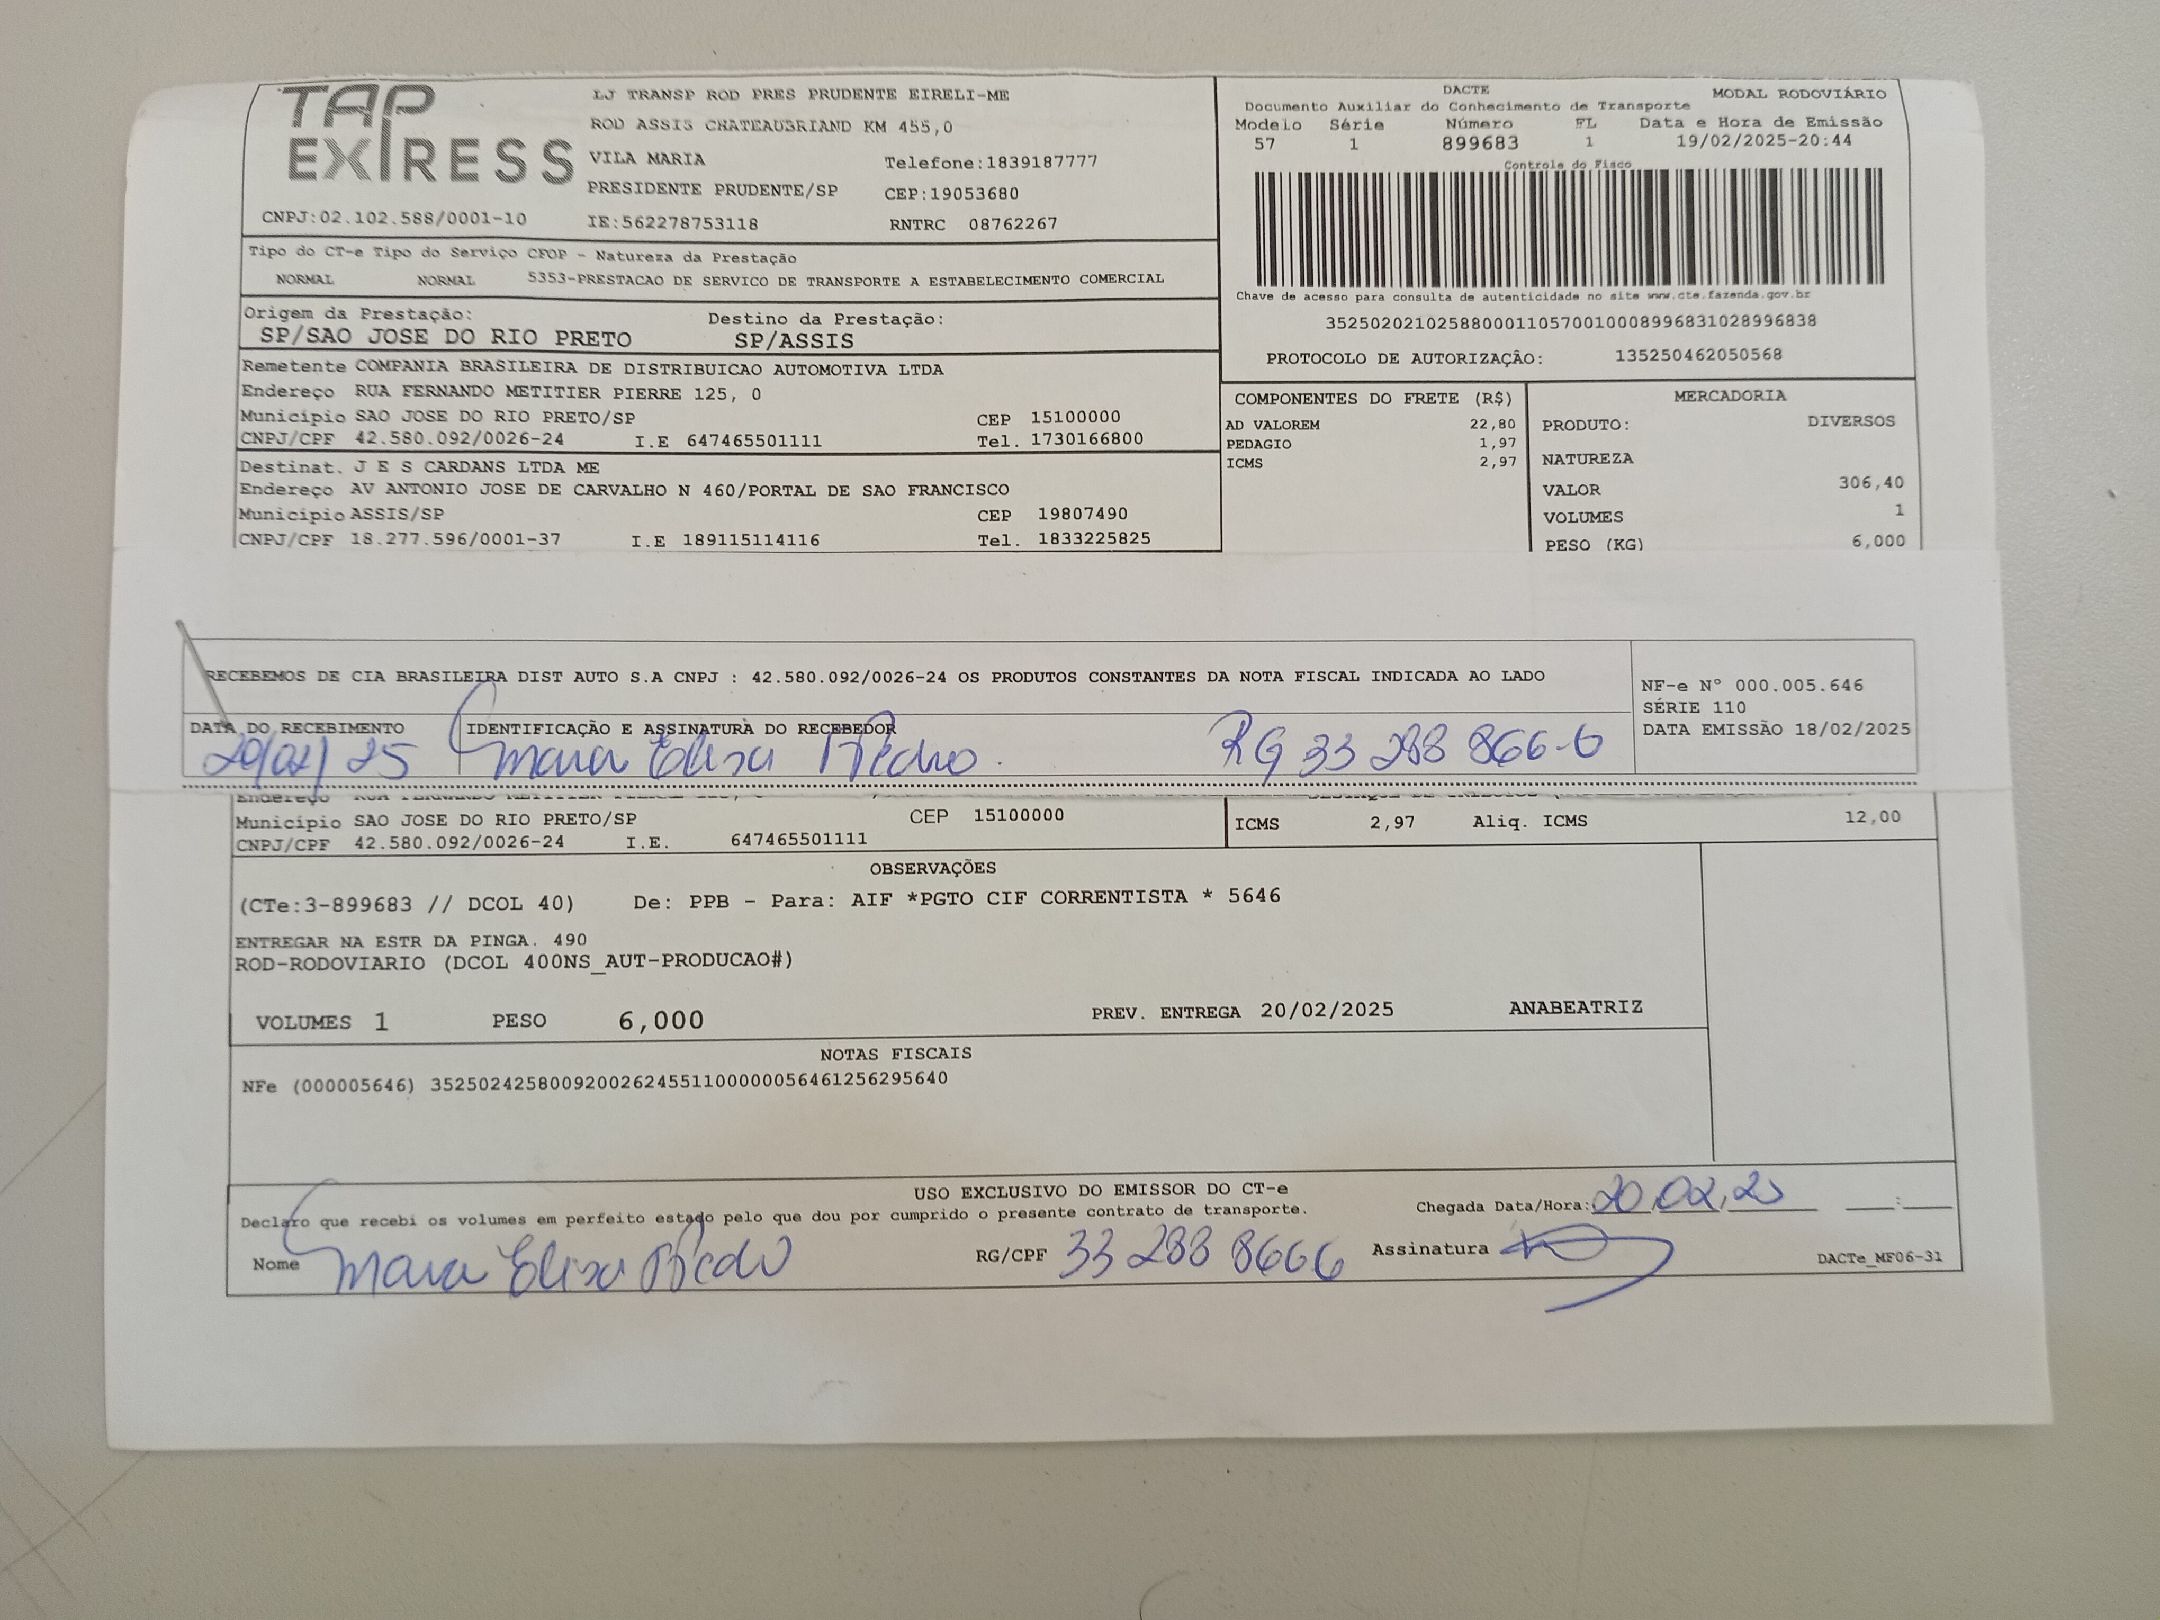 TAP EXPRESS
LJ TRANSP ROD PRES PRUDENTE EIRELI-ME
ROD ASSIS CHATEAUBRIAND KM 455,0
VILA MARIA Telefone:1839187777
PRESIDENTE PRUDENTE/SP CEP:19053680
CNPJ:02.102.588/0001-10 IE:562278753118 RNTRC 08762267
DACTE MODAL RODOVIÁRIO
Documento Auxiliar do Conhecimento de Transporte
Modelo Série Número FL Data e Hora de Emissão
57 1 899683 1 19/02/2025-20:44
Controle do Fisco
Chave de acesso para consulta de autenticidade no site www.cte.fazenda.gov.br
35250202102588000110570010008996831028996838
PROTOCOLO DE AUTORIZAÇÃO: 135250462050568
Tipo do CT-e Tipo do Serviço CFOP - Natureza da Prestação
NORMAL NORMAL 5353-PRESTACAO DE SERVICO DE TRANSPORTE A ESTABELECIMENTO COMERCIAL
Origem da Prestação: Destino da Prestação:
SP/SAO JOSE DO RIO PRETO SP/ASSIS
Remetente COMPANIA BRASILEIRA DE DISTRIBUICAO AUTOMOTIVA LTDA
Endereço RUA FERNANDO METITIER PIERRE 125, 0
Município SAO JOSE DO RIO PRETO/SP CEP 15100000
CNPJ/CPF 42.580.092/0026-24 I.E 647465501111 Tel. 1730166800
Destinat. J E S CARDANS LTDA ME
Endereço AV ANTONIO JOSE DE CARVALHO N 460/PORTAL DE SAO FRANCISCO
Município ASSIS/SP CEP 19807490
CNPJ/CPF 18.277.596/0001-37 I.E 189115114116 Tel. 1833225825
COMPONENTES DO FRETE (R$)
AD VALOREM 22,80
PEDAGIO 1,97
ICMS 2,97
MERCADORIA
PRODUTO: DIVERSOS
NATUREZA
VALOR 306,40
VOLUMES 1
PESO (KG) 6,000
RECEBEMOS DE CIA BRASILEIRA DIST AUTO S.A CNPJ : 42.580.092/0026-24 OS PRODUTOS CONSTANTES DA NOTA FISCAL INDICADA AO LADO
NF-e Nº 000.005.646
SÉRIE 110
DATA EMISSÃO 18/02/2025
DATA DO RECEBIMENTO IDENTIFICAÇÃO E ASSINATURA DO RECEBEDOR
20/02/25 Mara Elisa RG 33 288 866-6
Endereço
Município SAO JOSE DO RIO PRETO/SP CEP 15100000
CNPJ/CPF 42.580.092/0026-24 I.E. 647465501111
ICMS 2,97 Aliq. ICMS 12,00
OBSERVAÇÕES
(CTe:3-899683 // DCOL 40) De: PPB - Para: AIF *PGTO CIF CORRENTISTA * 5646
ENTREGAR NA ESTR DA PINGA. 490
ROD-RODOVIARIO (DCOL 400NS_AUT-PRODUCAO#)
VOLUMES 1 PESO 6,000 PREV. ENTREGA 20/02/2025 ANABEATRIZ
NOTAS FISCAIS
NFe (000005646) 35250242580092002624551100000056461256295640
USO EXCLUSIVO DO EMISSOR DO CT-e
Declaro que recebi os volumes em perfeito estado pelo que dou por cumprido o presente contrato de transporte.
Chegada Data/Hora: 20.02.25
Nome Mara Elisa RG/CPF 33 288 8666 Assinatura
DACTe_MF06-31